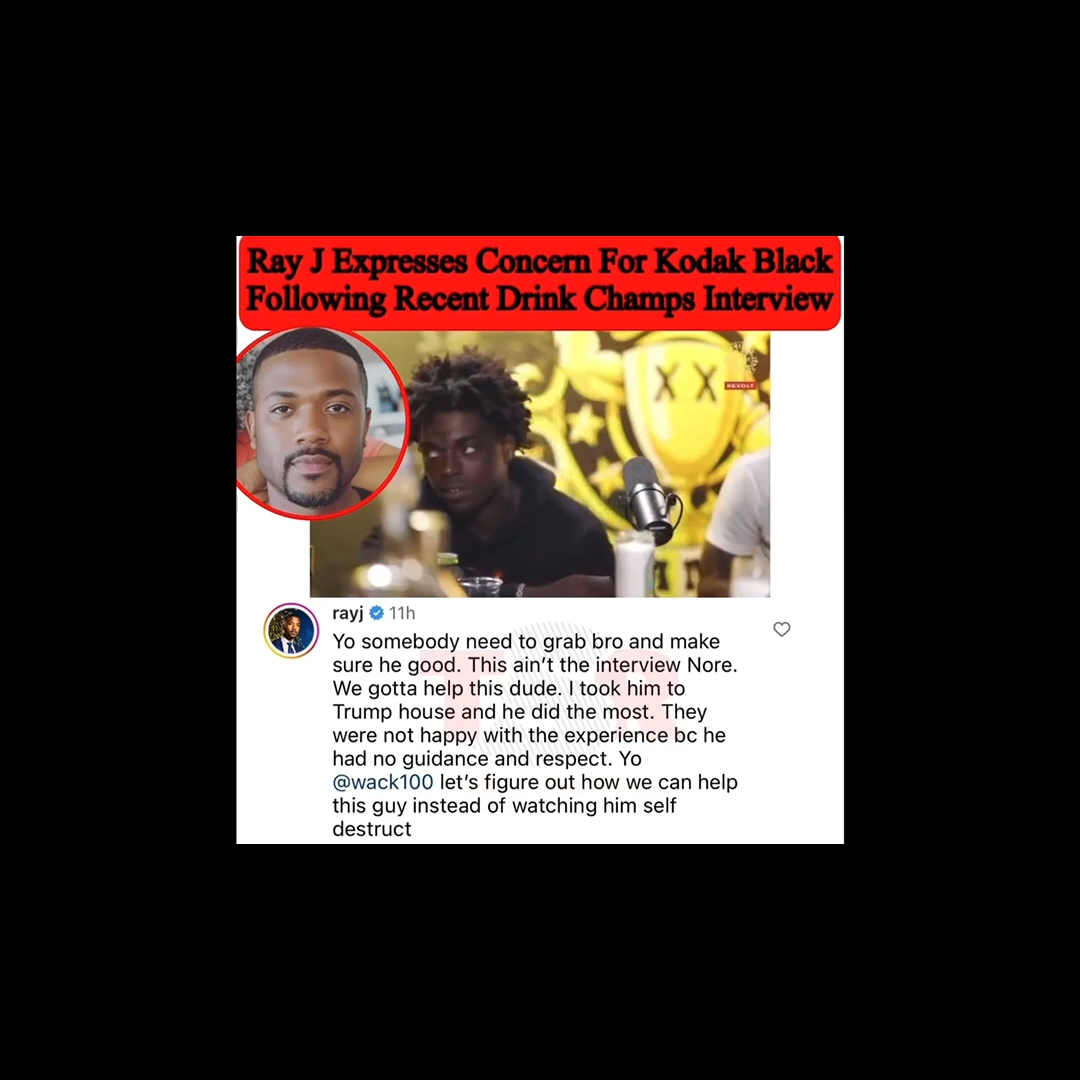 Ray J Expresses Concern For Kodak Black
Following Recent Drink Champs Interview
REVOLT
rayj 11h
Yo somebody need to grab bro and make
sure he good. This ain’t the interview Nore.
We gotta help this dude. I took him to
Trump house and he did the most. They
were not happy with the experience bc he
had no guidance and respect. Yo
@wack100 let’s figure out how we can help
this guy instead of watching him self
destruct
TSR